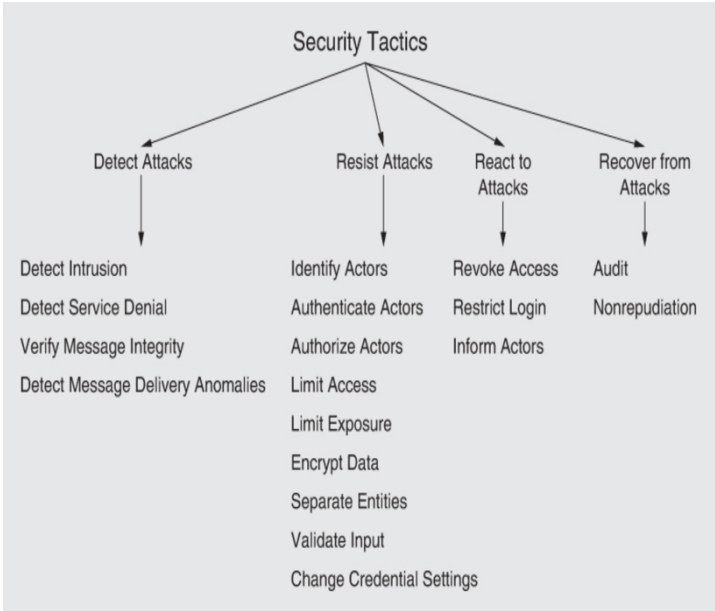 Security Tactics
Detect Attacks
Resist Attacks
React to
Attacks
Recover from
Attacks
Detect Intrusion
Detect Service Denial
Verify Message Integrity
Detect Message Delivery Anomalies
Identify Actors
Authenticate Actors
Authorize Actors
Limit Access
Limit Exposure
Encrypt Data
Separate Entities
Validate Input
Change Credential Settings
Revoke Access
Restrict Login
Inform Actors
Audit
Nonrepudiation